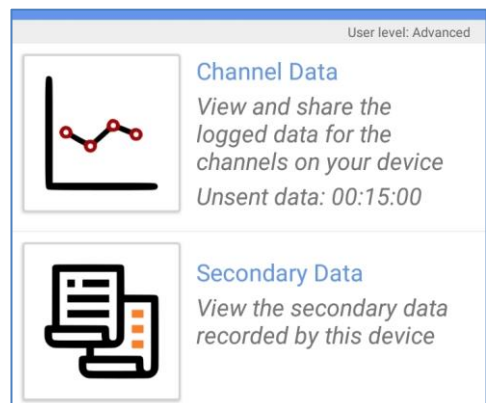 User level: Advanced
Channel Data
View and share the
logged data for the
channels on your device
Unsent data: 00:15:00
Secondary Data
View the secondary data
recorded by this device